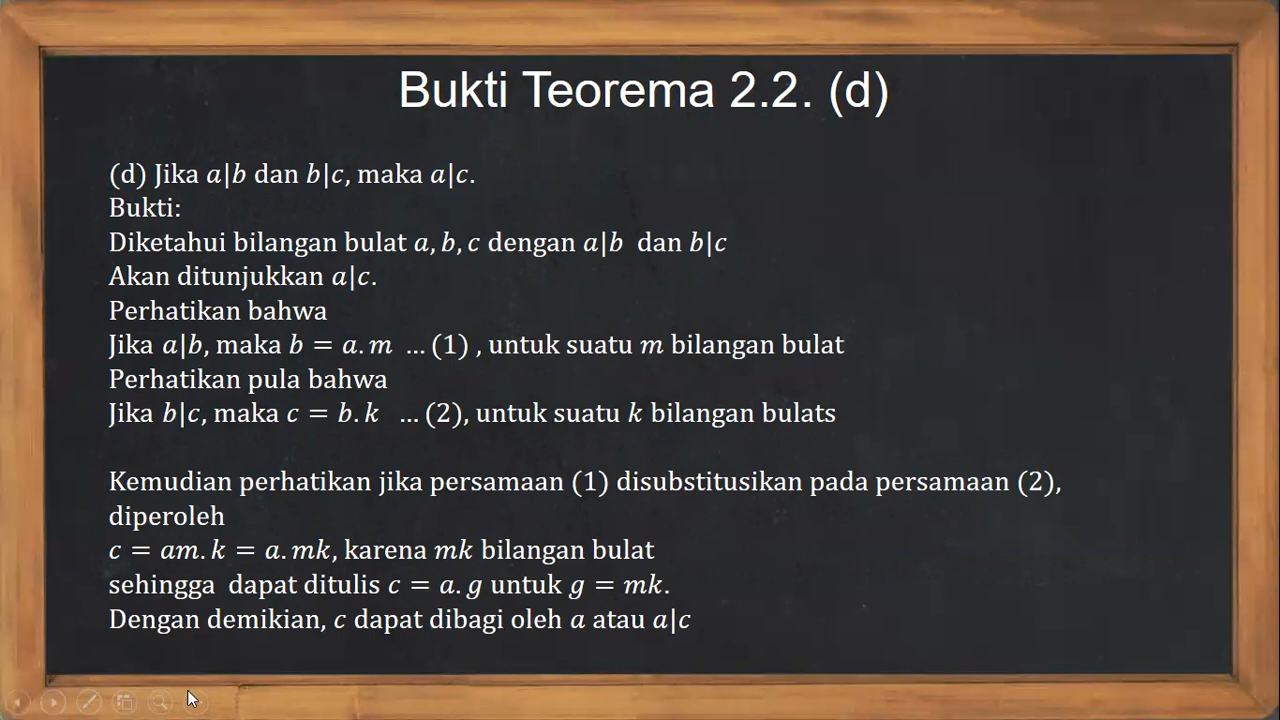 Bukti Teorema 2.2. (d)
(d) Jika a|b dan b|c, maka a|c.
Bukti:
Diketahui bilangan bulat a, b, c dengan a|b dan b|c
Akan ditunjukkan a|c.
Perhatikan bahwa
Jika a|b, maka b = a. m ... (1) , untuk suatu m bilangan bulat
Perhatikan pula bahwa
Jika b|c, maka c = b. k ... (2), untuk suatu k bilangan bulats
Kemudian perhatikan jika persamaan (1) disubstitusikan pada persamaan (2),
diperoleh
c = am. k = a. mk, karena mk bilangan bulat
sehingga dapat ditulis c = a. g untuk g = mk.
Dengan demikian, c dapat dibagi oleh a atau a|c